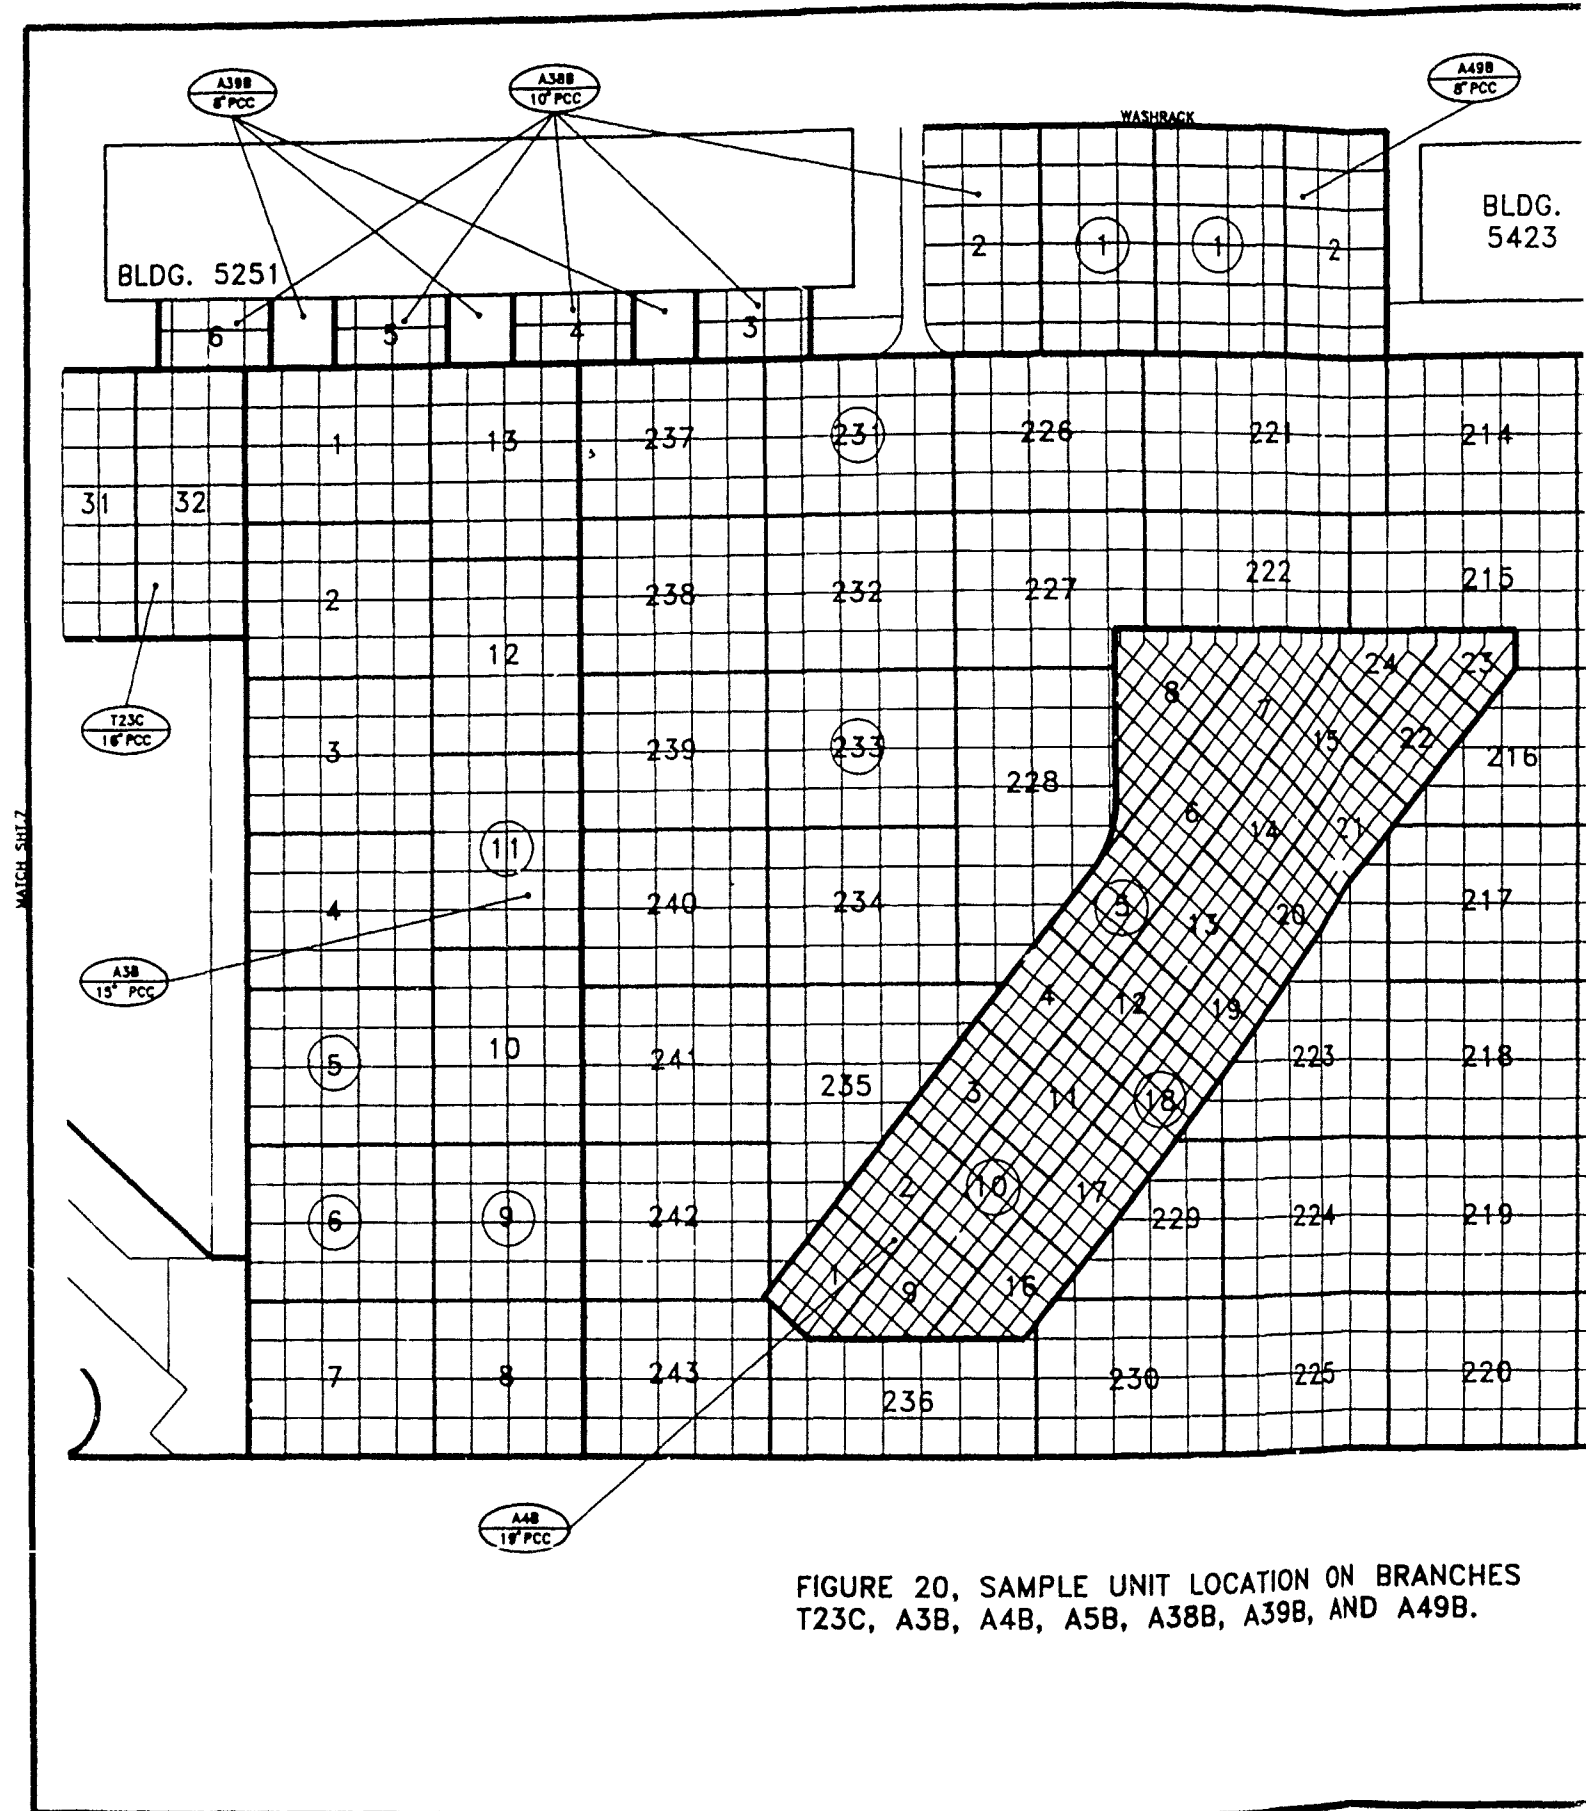 A39B
8" PCC
A38B
10" PCC
A49B
8" PCC
WASHRACK
BLDG. 5251
BLDG.
5423
2 1 1 2
6 5 4 3
1 13 237 231 226 221 214
31 32
2 238 232 227 222 215
12
24 23
8 7
T23C
16" PCC
3 239 233 15 22 216
228
6 14 21
MATCH SHT.7
11
4 240 234 5 13 20 217
A3B
15" PCC
4 12 19
5 10 241 235 3 11 18 223 218
6 9 242 2 10 17 229 224 219
1 9 16
7 8 243 236 230 225 220
A4B
19" PCC
FIGURE 20, SAMPLE UNIT LOCATION ON BRANCHES
T23C, A3B, A4B, A5B, A38B, A39B, AND A49B.